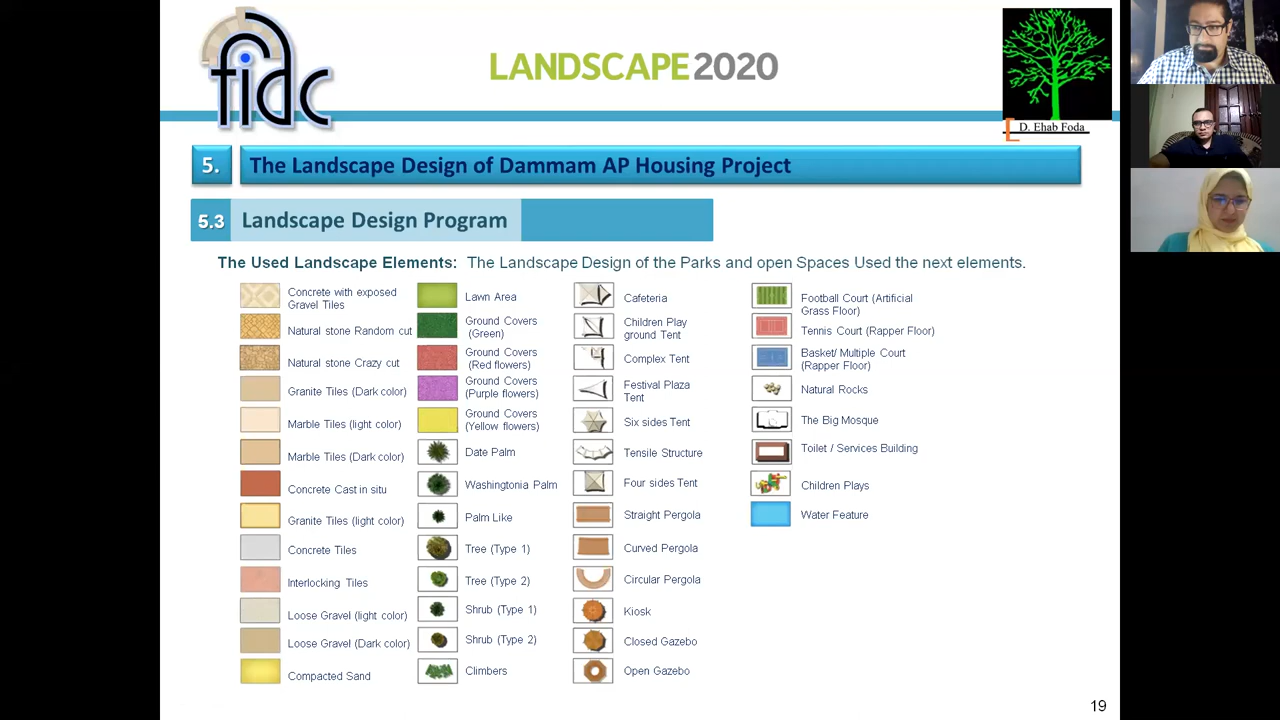 fidc
LANDSCAPE2020
D. Ehab Foda
5. The Landscape Design of Dammam AP Housing Project
5.3 Landscape Design Program
The Used Landscape Elements: The Landscape Design of the Parks and open Spaces Used the next elements.
Concrete with exposed
Gravel Tiles
Natural stone Random cut
Natural stone Crazy cut
Granite Tiles (Dark color)
Marble Tiles (light color)
Marble Tiles (Dark color)
Concrete Cast in situ
Granite Tiles (light color)
Concrete Tiles
Interlocking Tiles
Loose Gravel (light color)
Loose Gravel (Dark color)
Compacted Sand
Lawn Area
Ground Covers
(Green)
Ground Covers
(Red flowers)
Ground Covers
(Purple flowers)
Ground Covers
(Yellow flowers)
Date Palm
Washingtonia Palm
Palm Like
Tree (Type 1)
Tree (Type 2)
Shrub (Type 1)
Shrub (Type 2)
Climbers
Cafeteria
Children Play
ground Tent
Complex Tent
Festival Plaza
Tent
Six sides Tent
Tensile Structure
Four sides Tent
Straight Pergola
Curved Pergola
Circular Pergola
Kiosk
Closed Gazebo
Open Gazebo
Football Court (Artificial
Grass Floor)
Tennis Court (Rapper Floor)
Basket/ Multiple Court
(Rapper Floor)
Natural Rocks
The Big Mosque
Toilet / Services Building
Children Plays
Water Feature
19